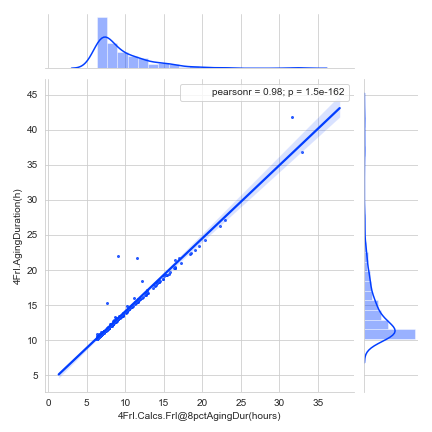 pearsonr = 0.98; p = 1.5e-162
45
40
35
30
25
20
15
10
5
4Frl.AgingDuration(h)
0 5 10 15 20 25 30 35
4Frl.Calcs.Frl@8pctAgingDur(hours)